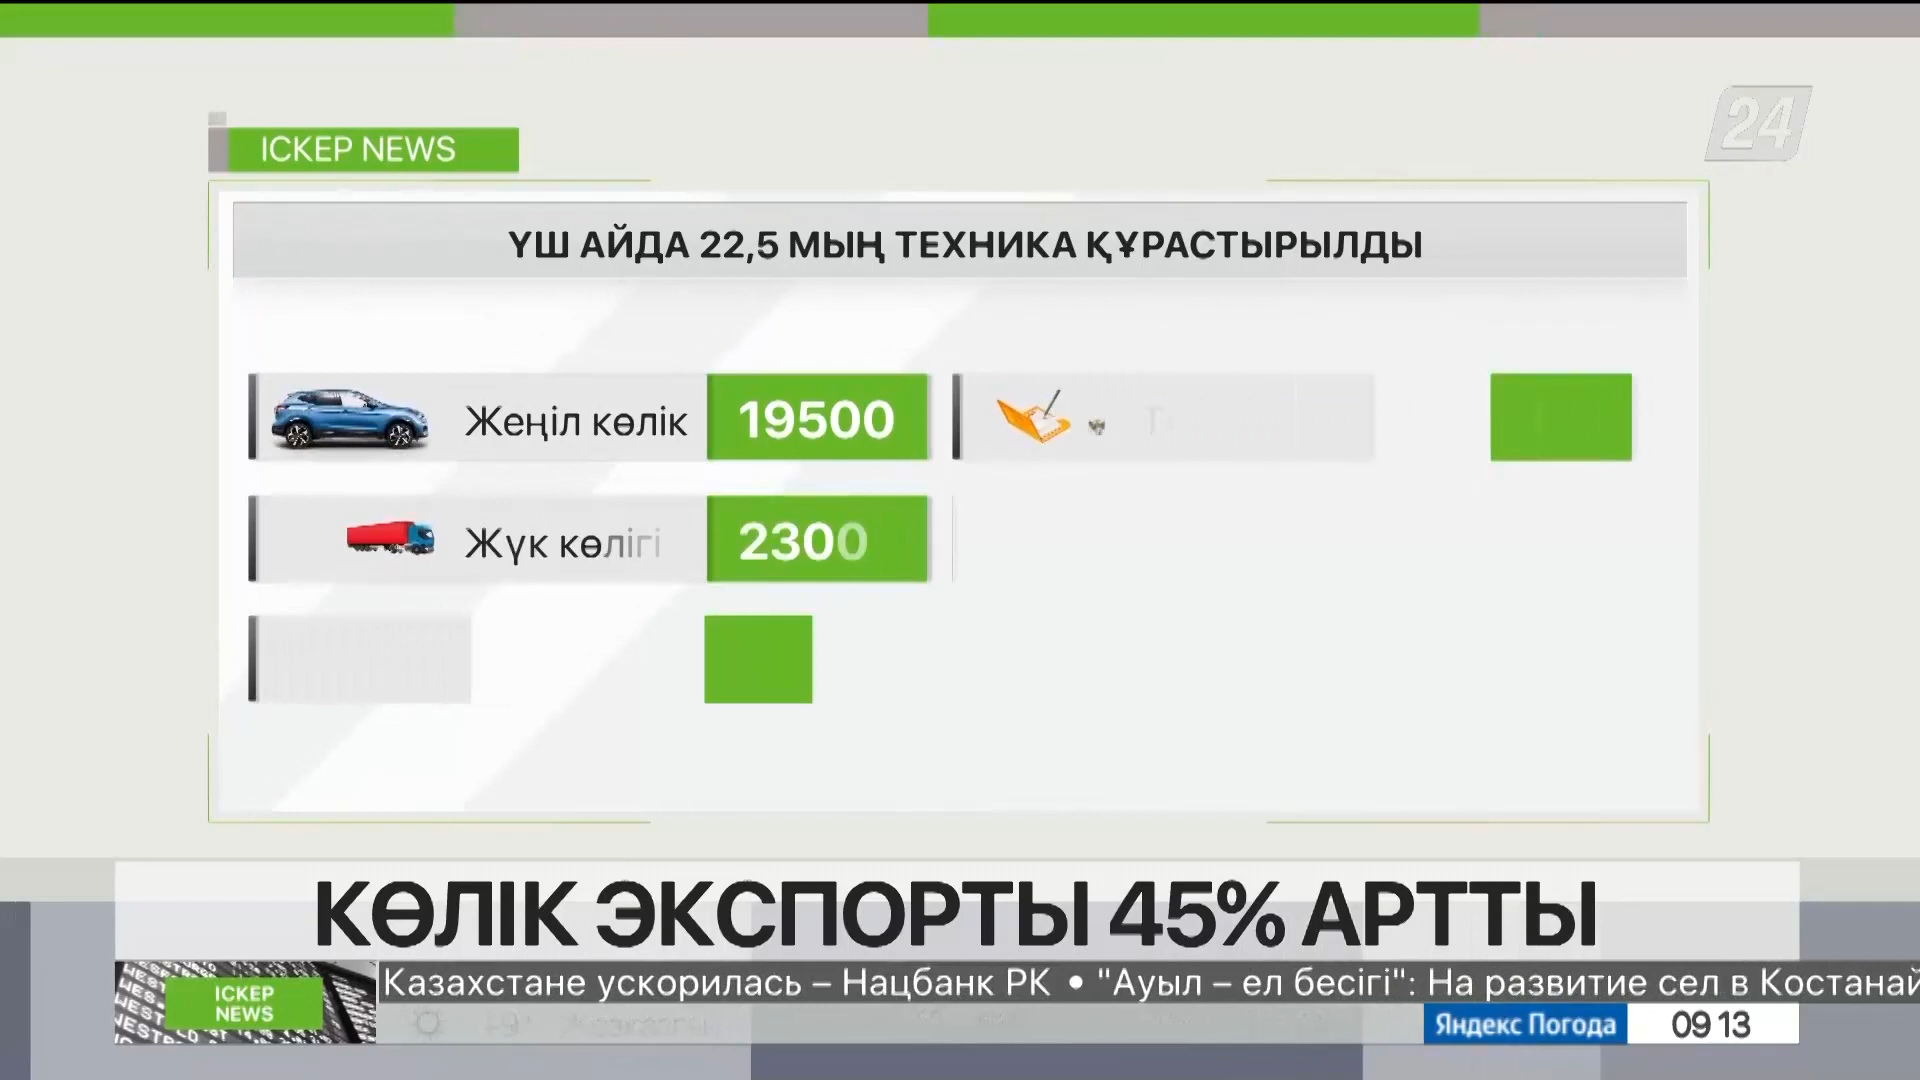 24
ІСКЕР NEWS
ҮШ АЙДА 22,5 МЫҢ ТЕХНИКА ҚҰРАСТЫРЫЛДЫ
Жеңіл көлік 19500
Жүк көлігі 2300
КӨЛІК ЭКСПОРТЫ 45% АРТТЫ
Казахстане ускорилась – Нацбанк РК • "Ауыл – ел бесігі": На развитие сел в Костанай
ІСКЕР
NEWS
Яндекс Погода 09 13